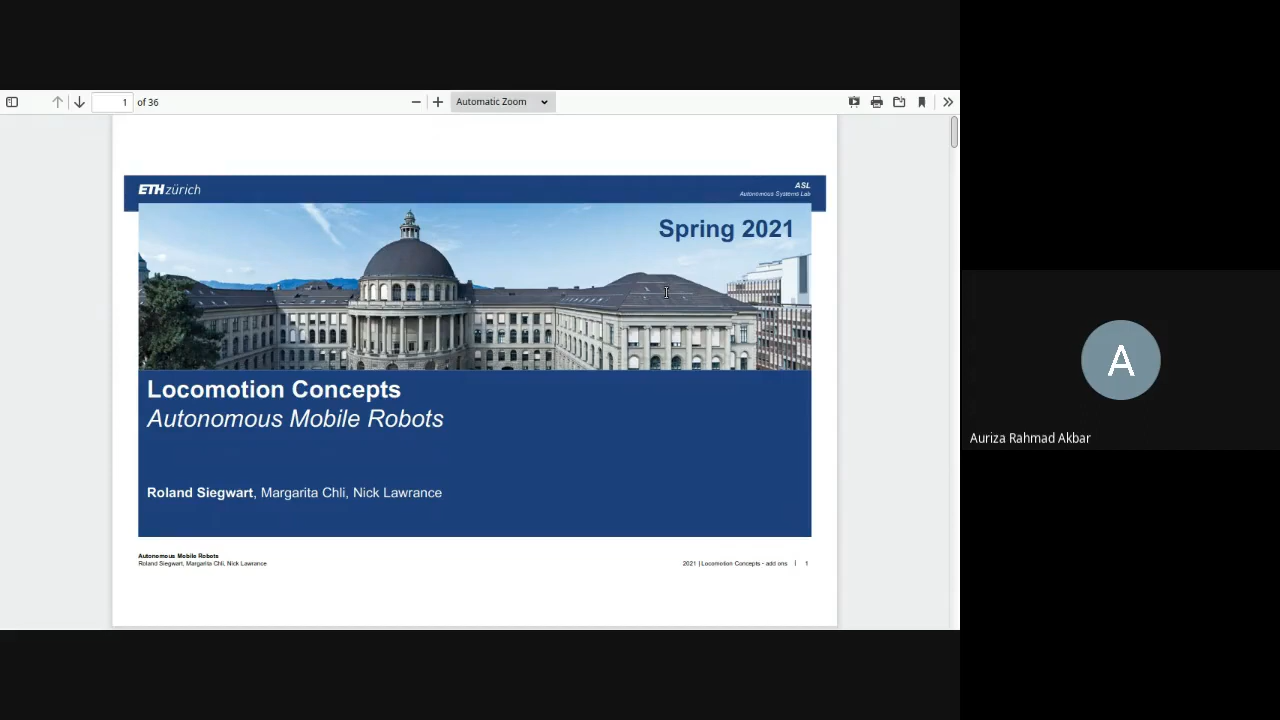 1 of 36
Automatic Zoom
ETH zürich
ASL
Autonomous Systems Lab
Spring 2021
Locomotion Concepts
Autonomous Mobile Robots
Roland Siegwart, Margarita Chli, Nick Lawrance
Autonomous Mobile Robots
Roland Siegwart, Margarita Chli, Nick Lawrance
2021 | Locomotion Concepts - add ons | 1
A
Auriza Rahmad Akbar